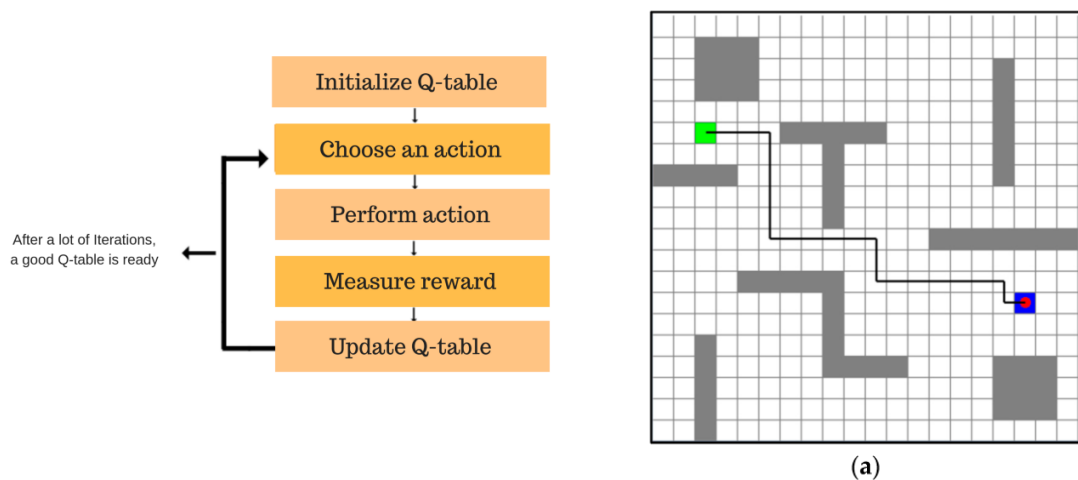 Initialize Q-table
Choose an action
Perform action
Measure reward
Update Q-table
After a lot of Iterations,
a good Q-table is ready
(a)